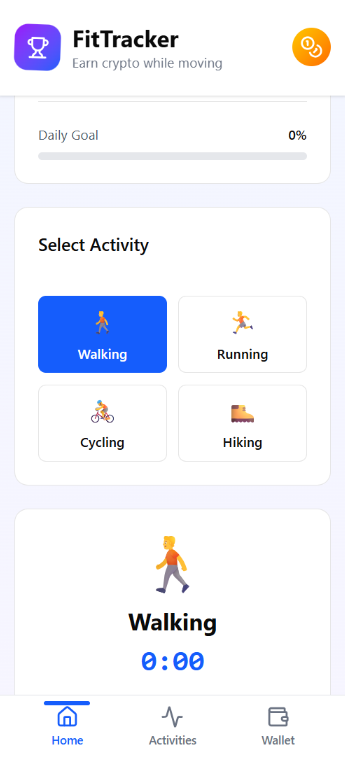 FitTracker
Earn crypto while moving
Daily Goal 0%
Select Activity
Walking Running
Cycling Hiking
Walking
0:00
Home Activities Wallet